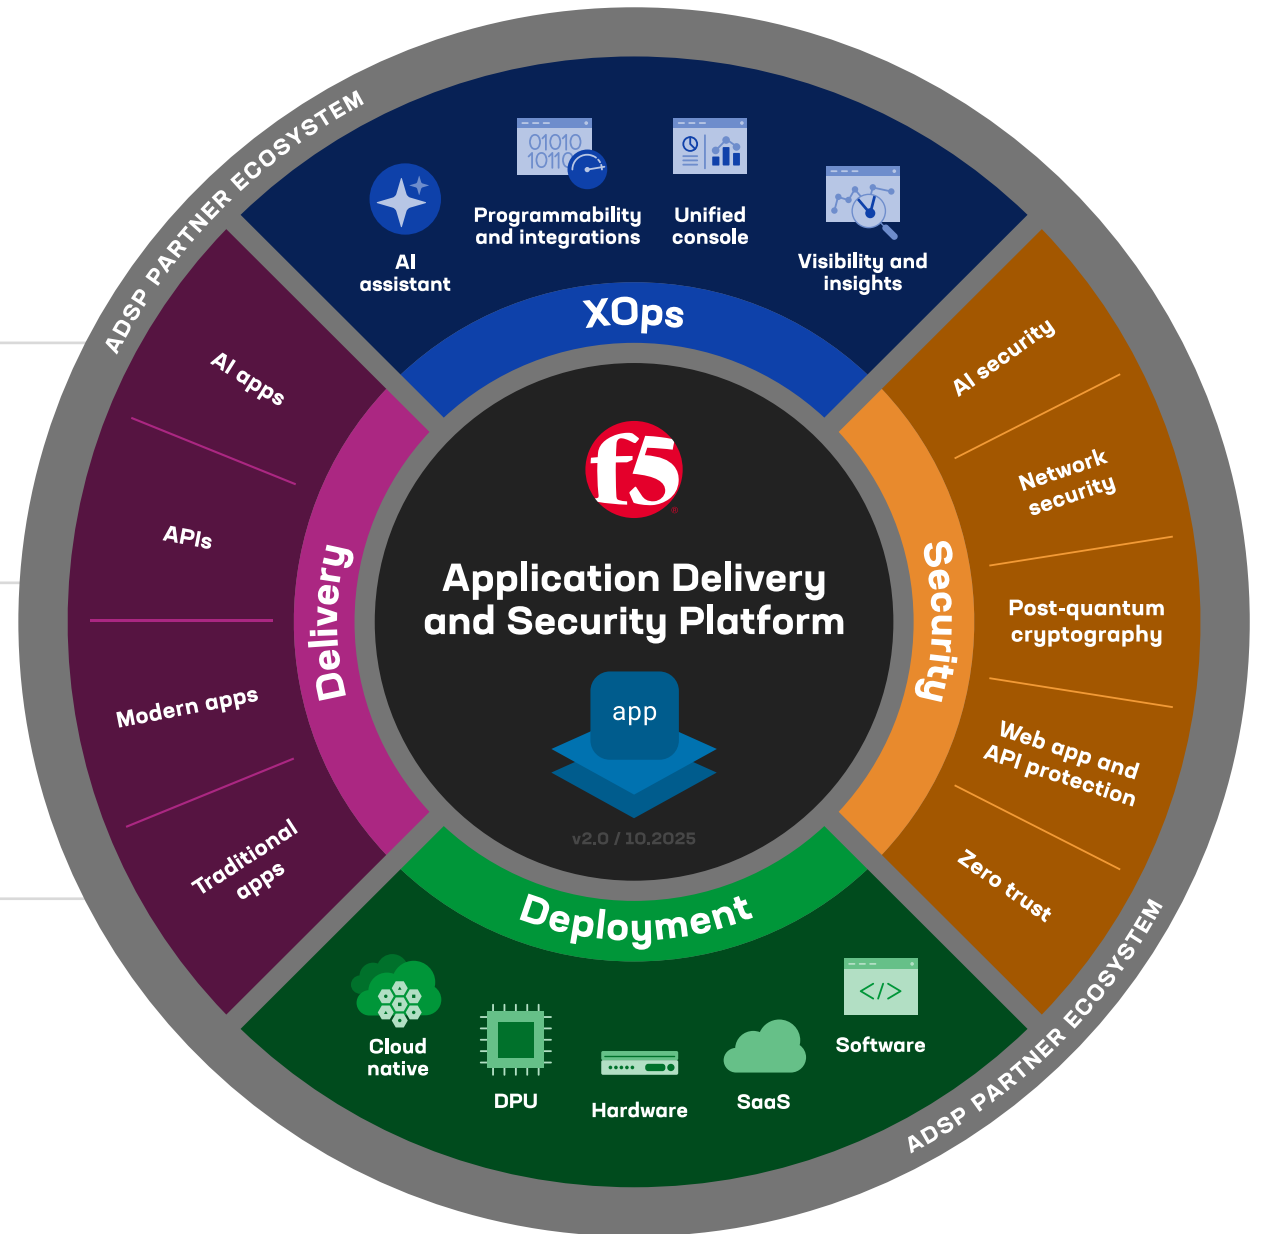 ADSP PARTNER ECOSYSTEM
01010
10110
AI
assistant
Programmability
and integrations
Unified
console
Visibility and
insights
XOps
AI apps
APIs
Modern apps
Traditional
apps
Delivery
f5
®
Application Delivery
and Security Platform
app
v2.0 / 10.2025
Security
AI security
Network
security
Post-quantum
cryptography
Web app and
API protection
Zero trust
Deployment
Cloud
native
DPU
Hardware
SaaS
</>
Software
ADSP PARTNER ECOSYSTEM